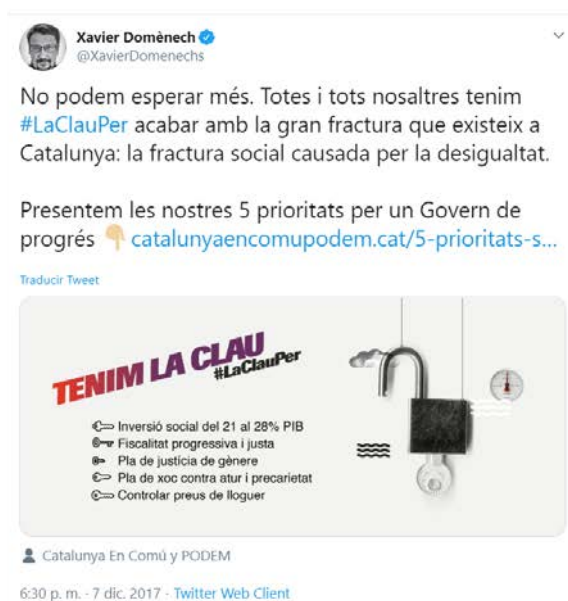 Xavier Domènech
@XavierDomenechs
No podem esperar més. Totes i tots nosaltres tenim
#LaClauPer acabar amb la gran fractura que existeix a
Catalunya: la fractura social causada per la desigualtat.
Presentem les nostres 5 prioritats per un Govern de
progrés 👇🏼 catalunyaencomupodem.cat/5-prioritats-s...
Traducir Tweet
TENIM LA CLAU
#LaClauPer
Inversió social del 21 al 28% PIB
Fiscalitat progressiva i justa
Pla de justícia de gènere
Pla de xoc contra atur i precarietat
Controlar preus de lloguer
Catalunya En Comú y PODEM
6:30 p. m. · 7 dic. 2017 · Twitter Web Client